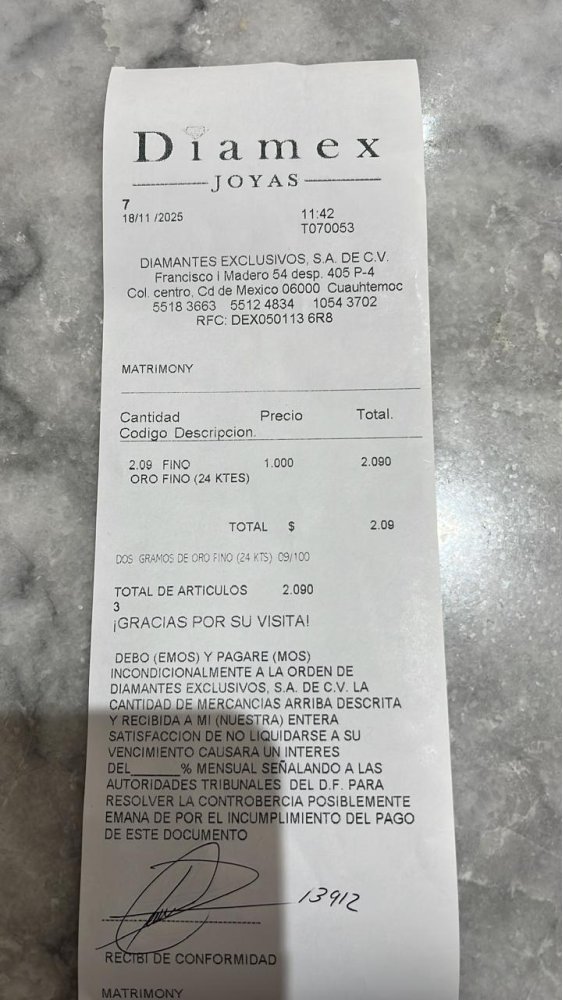 Diamex
JOYAS
7
18/11 /2025 11:42
T070053
DIAMANTES EXCLUSIVOS, S.A. DE C.V.
Francisco I Madero 54 desp. 405 P-4
Col. centro, Cd de Mexico 06000 Cuauhtemoc
5518 3663 5512 4834 1054 3702
RFC: DEX050113 6R8
MATRIMONY
Cantidad Precio Total.
Codigo Descripcion.
2.09 FINO 1.000 2.090
ORO FINO (24 KTES)
TOTAL $ 2.09
DOS GRAMOS DE ORO FINO (24 KTS) 09/100
TOTAL DE ARTICULOS 2.090
3
¡GRACIAS POR SU VISITA!
DEBO (EMOS) Y PAGARE (MOS)
INCONDICIONALMENTE A LA ORDEN DE
DIAMANTES EXCLUSIVOS, S.A. DE C.V. LA
CANTIDAD DE MERCANCIAS ARRIBA DESCRITA
Y RECIBIDA A MI (NUESTRA) ENTERA
SATISFACCION DE NO LIQUIDARSE A SU
VENCIMIENTO CAUSARA UN INTERES
DEL______% MENSUAL SEÑALANDO A LAS
AUTORIDADES TRIBUNALES DEL D.F. PARA
RESOLVER LA CONTROBERCIA POSIBLEMENTE
EMANA DE POR EL INCUMPLIMIENTO DEL PAGO
DE ESTE DOCUMENTO
13912
RECIBI DE CONFORMIDAD
MATRIMONY